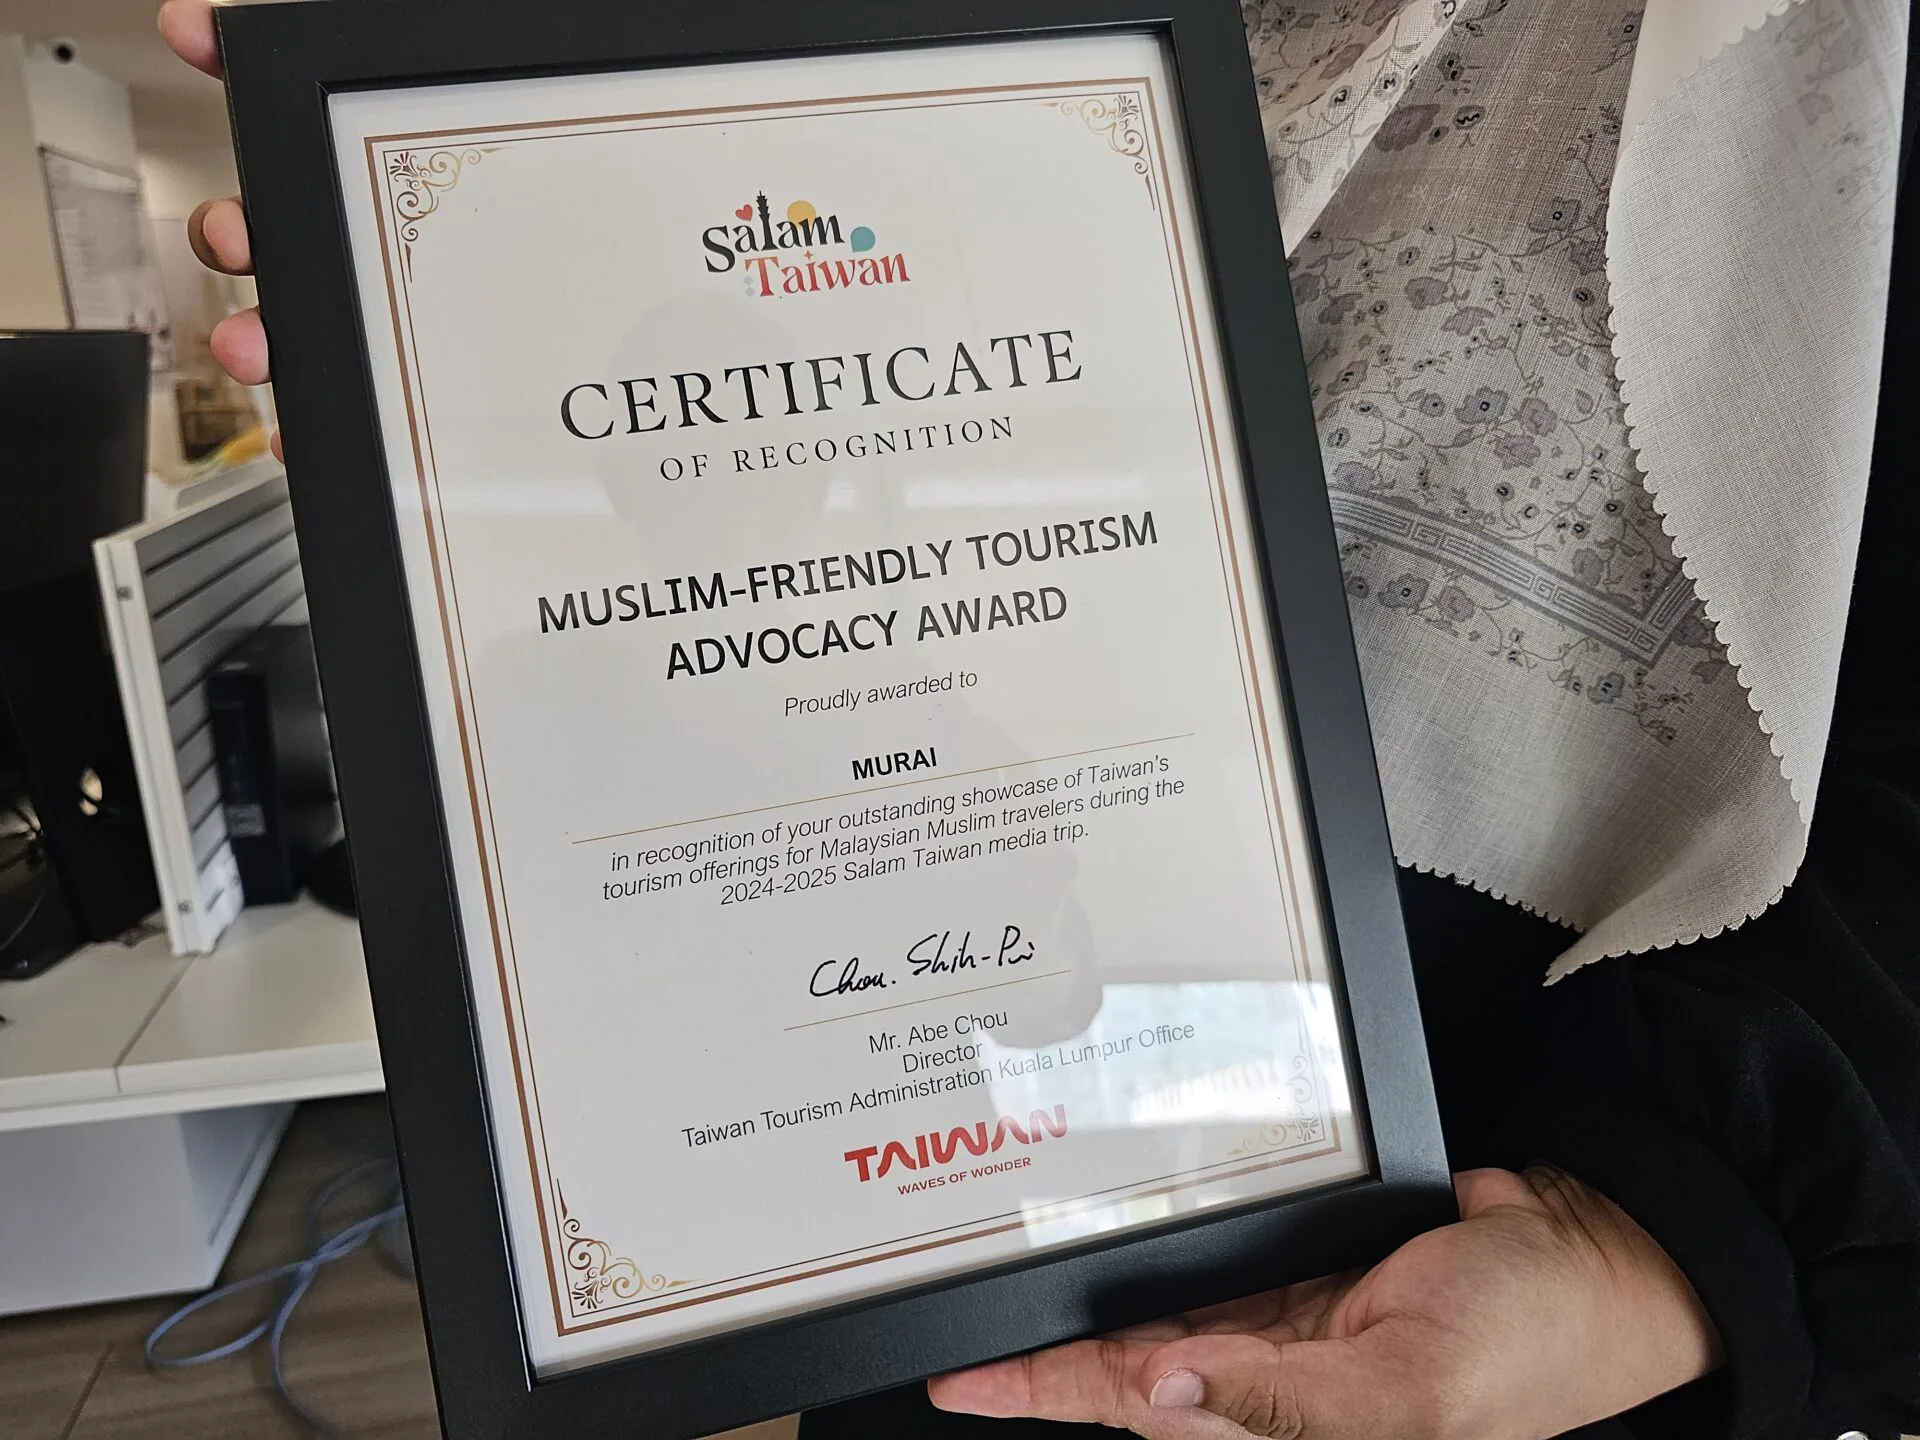 Salam
Taiwan
CERTIFICATE
OF RECOGNITION
MUSLIM-FRIENDLY TOURISM
ADVOCACY AWARD
Proudly awarded to
MURAI
in recognition of your outstanding showcase of Taiwan's
tourism offerings for Malaysian Muslim travelers during the
2024-2025 Salam Taiwan media trip.
Chou. Shih-Pi
Mr. Abe Chou
Director
Taiwan Tourism Administration Kuala Lumpur Office
TAIWAN
WAVES OF WONDER